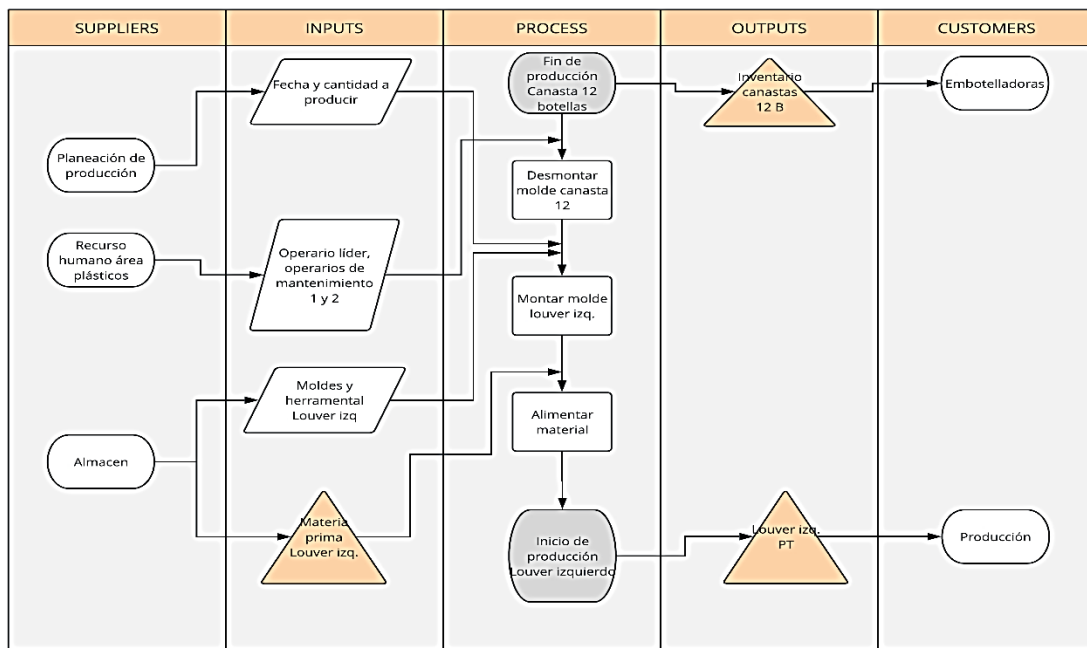 SUPPLIERS
INPUTS
PROCESS
OUTPUTS
CUSTOMERS
Planeación de
producción
Recurso
humano área
plásticos
Almacen
Fecha y cantidad a
producir
Operario líder,
operarios de
mantenimiento
1 y 2
Moldes y
herramental
Louver izq
Materia
prima
Louver izq.
Fin de
producción
Canasta 12
botellas
Desmontar
molde canasta
12
Montar molde
louver izq.
Alimentar
material
Inicio de
producción
Louver izquierdo
Inventario
canastas
12 B
Louver izq.
PT
Embotelladoras
Producción